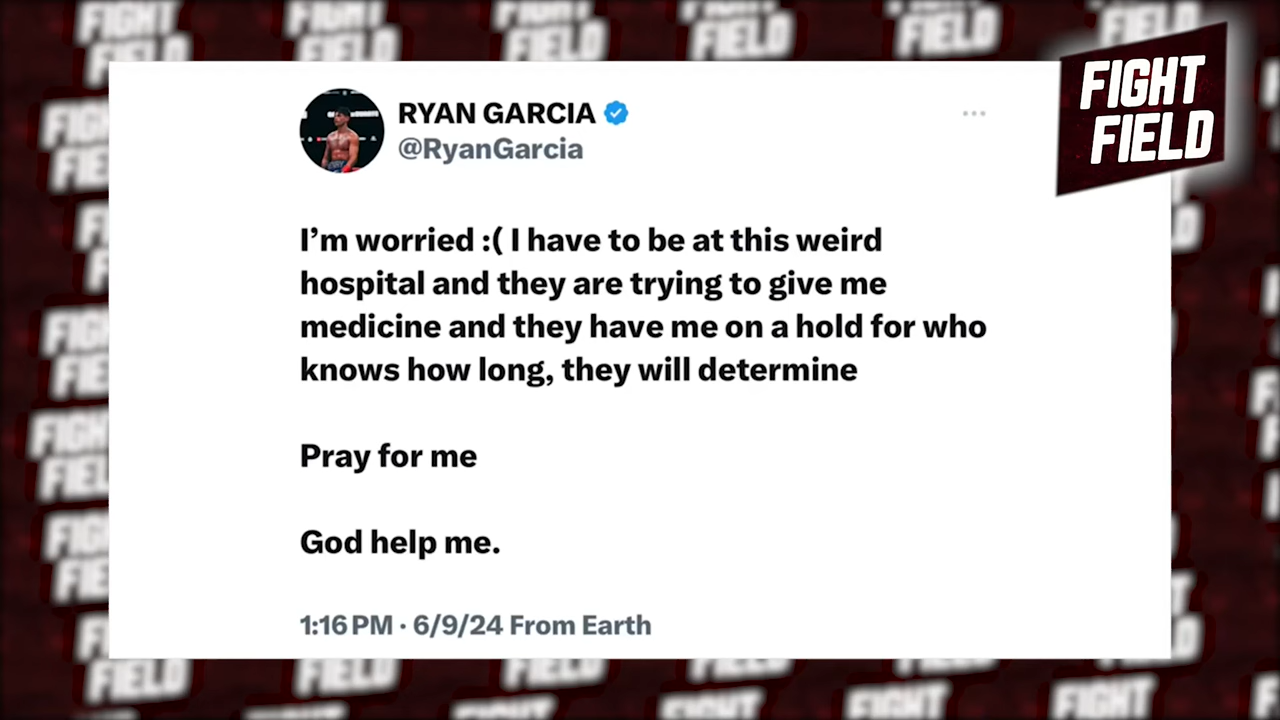 FIGHT
FIELD
RYAN GARCIA
@RyanGarcia
I’m worried :( I have to be at this weird
hospital and they are trying to give me
medicine and they have me on a hold for who
knows how long, they will determine
Pray for me
God help me.
1:16 PM · 6/9/24 From Earth